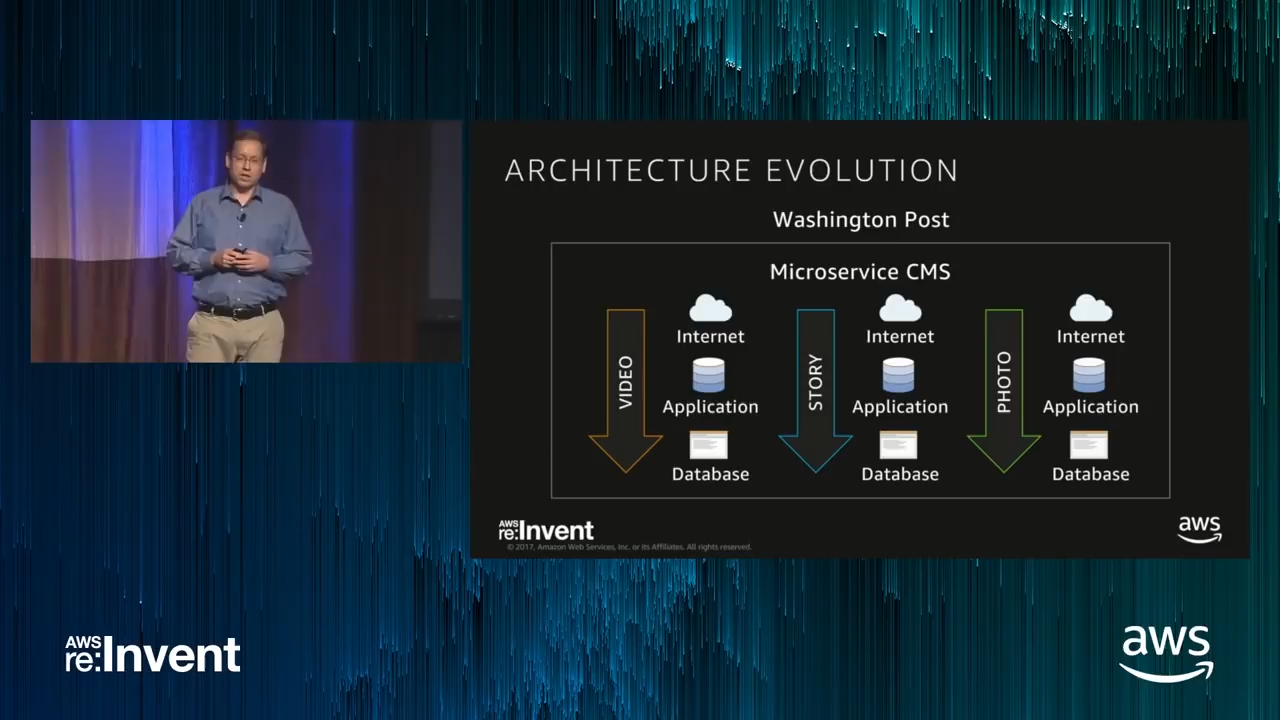 ARCHITECTURE EVOLUTION
Washington Post
Microservice CMS
VIDEO
Internet
Application
Database
STORY
Internet
Application
Database
PHOTO
Internet
Application
Database
AWS
re:Invent
© 2017, Amazon Web Services, Inc. or its Affiliates. All rights reserved.
aws
AWS
re:Invent
aws